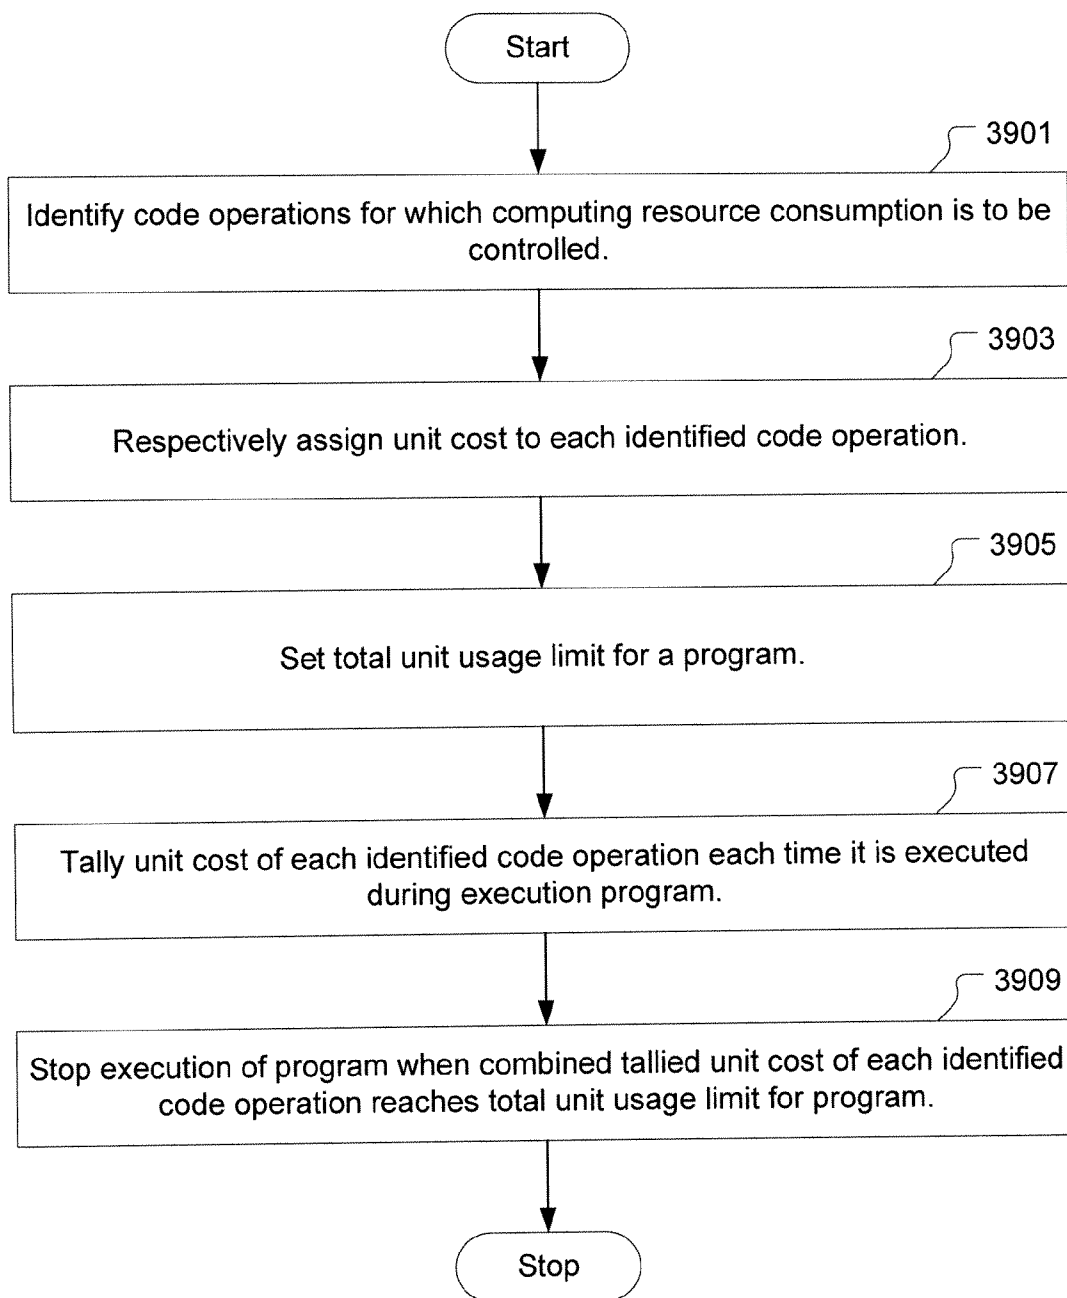 Start
3901
Identify code operations for which computing resource consumption is to be
controlled.
3903
Respectively assign unit cost to each identified code operation.
3905
Set total unit usage limit for a program.
3907
Tally unit cost of each identified code operation each time it is executed
during execution program.
3909
Stop execution of program when combined tallied unit cost of each identified
code operation reaches total unit usage limit for program.
Stop